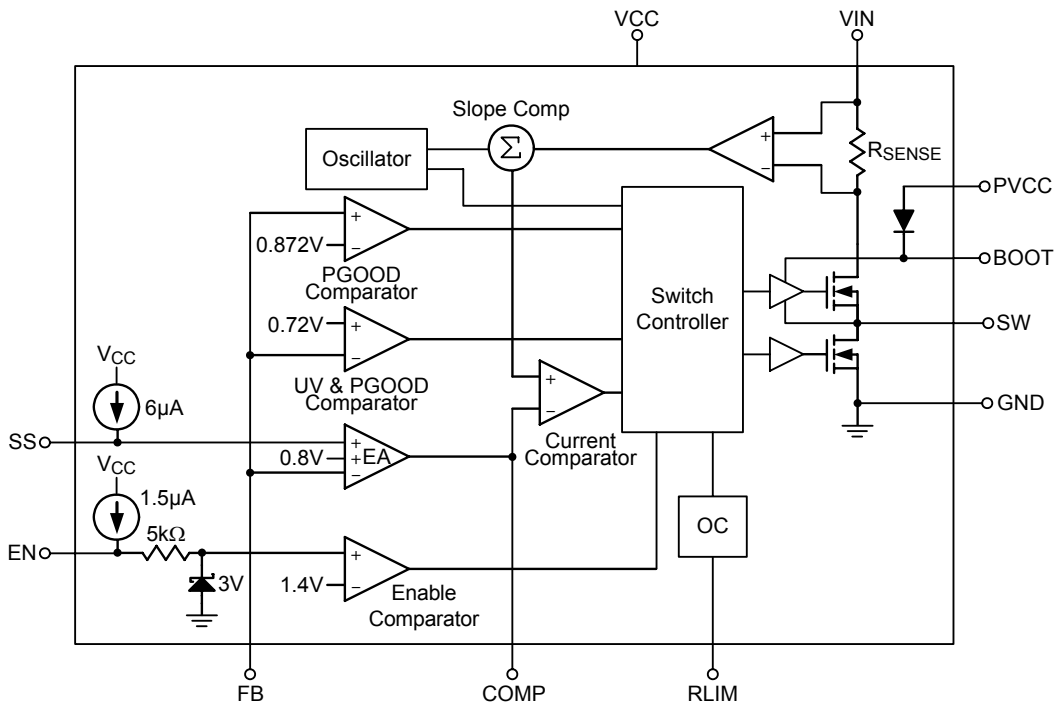 VCC
VIN
Slope Comp
Oscillator
Σ
+
−
RSENSE
PVCC
+
0.872V
−
PGOOD
Comparator
BOOT
Switch
Controller
0.72V
+
−
SW
UV & PGOOD
Comparator
VCC
6µA
+
−
Current
Comparator
GND
SS
+
0.8V
+
EA
−
VCC
1.5µA
5kΩ
OC
EN
+
3V
1.4V
−
Enable
Comparator
FB
COMP
RLIM